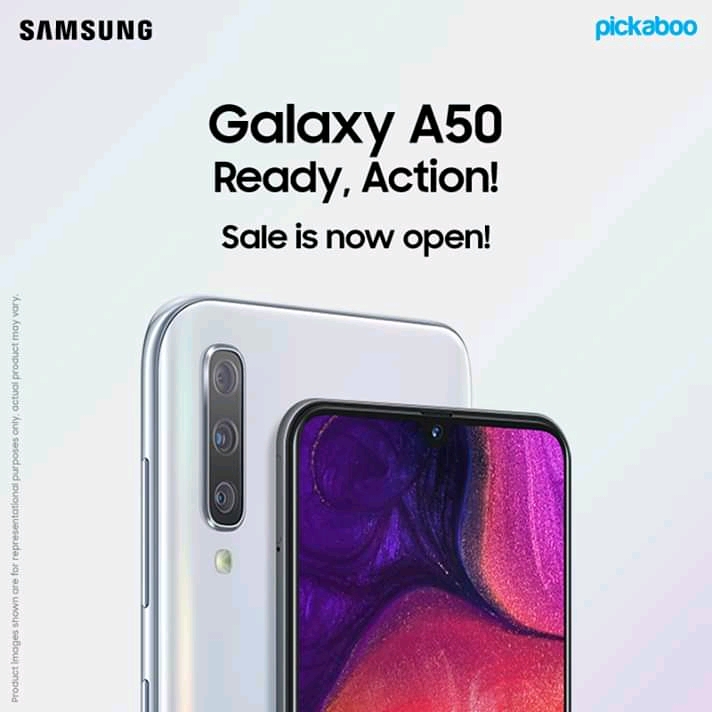 SAMSUNG
pickaboo
Galaxy A50
Ready, Action!
Sale is now open!
Product images shown are for representational purposes only, actual product may vary.